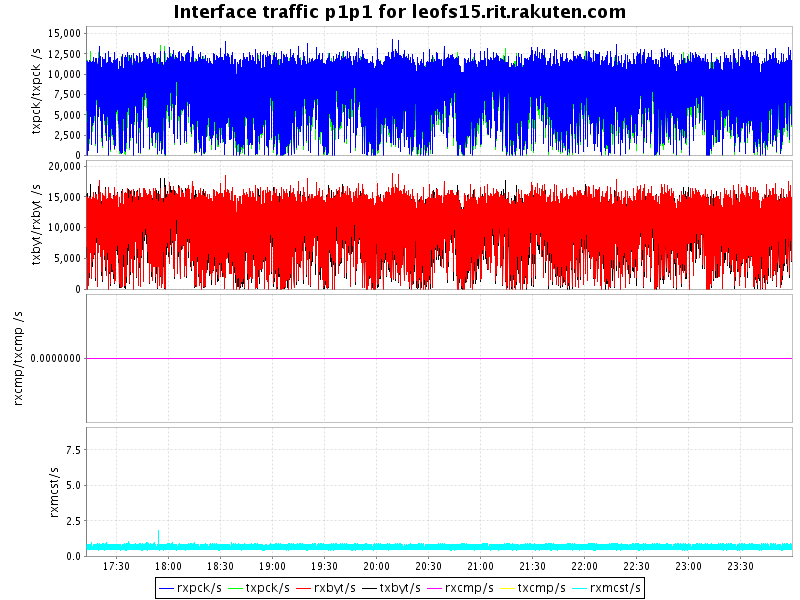 Interface traffic p1p1 for leofs15.rit.rakuten.com
txpck/txpck /s
15,000
12,500
10,000
7,500
5,000
2,500
0
txbyt/rxbyt /s
20,000
15,000
10,000
5,000
0
rxcmp/txcmp /s
0.0000000
rxmcst/s
7.5
5.0
2.5
0.0
17:30 18:00 18:30 19:00 19:30 20:00 20:30 21:00 21:30 22:00 22:30 23:00 23:30
rxpck/s txpck/s rxbyt/s txbyt/s rxcmp/s txcmp/s rxmcst/s